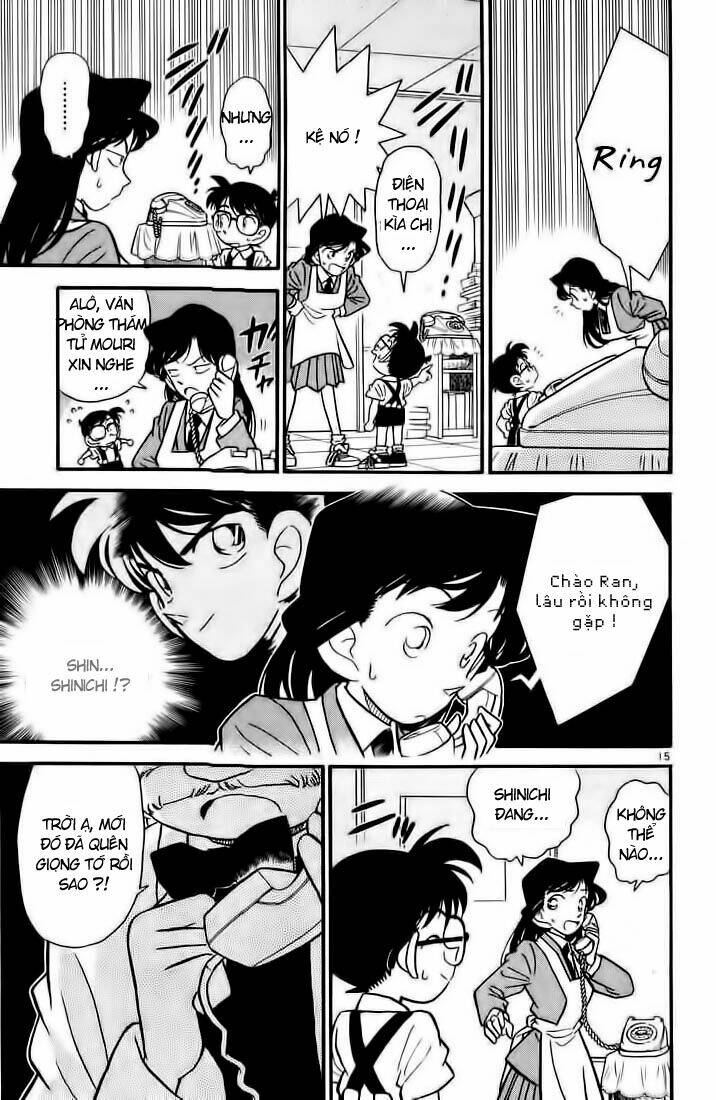 Ring
ĐIỆN
THOẠI
KÌA CHỊ
...
KỆ NÓ !
NHƯNG
...
.........
ALÔ, VĂN
PHÒNG THÁM
TỬ MOURI
XIN NGHE
...
Chào Ran,
lâu rồi không
gặp !
SHIN...
SHINICHI !?
15
KHÔNG
THỂ
NÀO...
SHINICHI
ĐANG...
TRỜI Ạ, MỚI
ĐÓ ĐÃ QUÊN
GIỌNG TỚ RỒI
SAO ?!